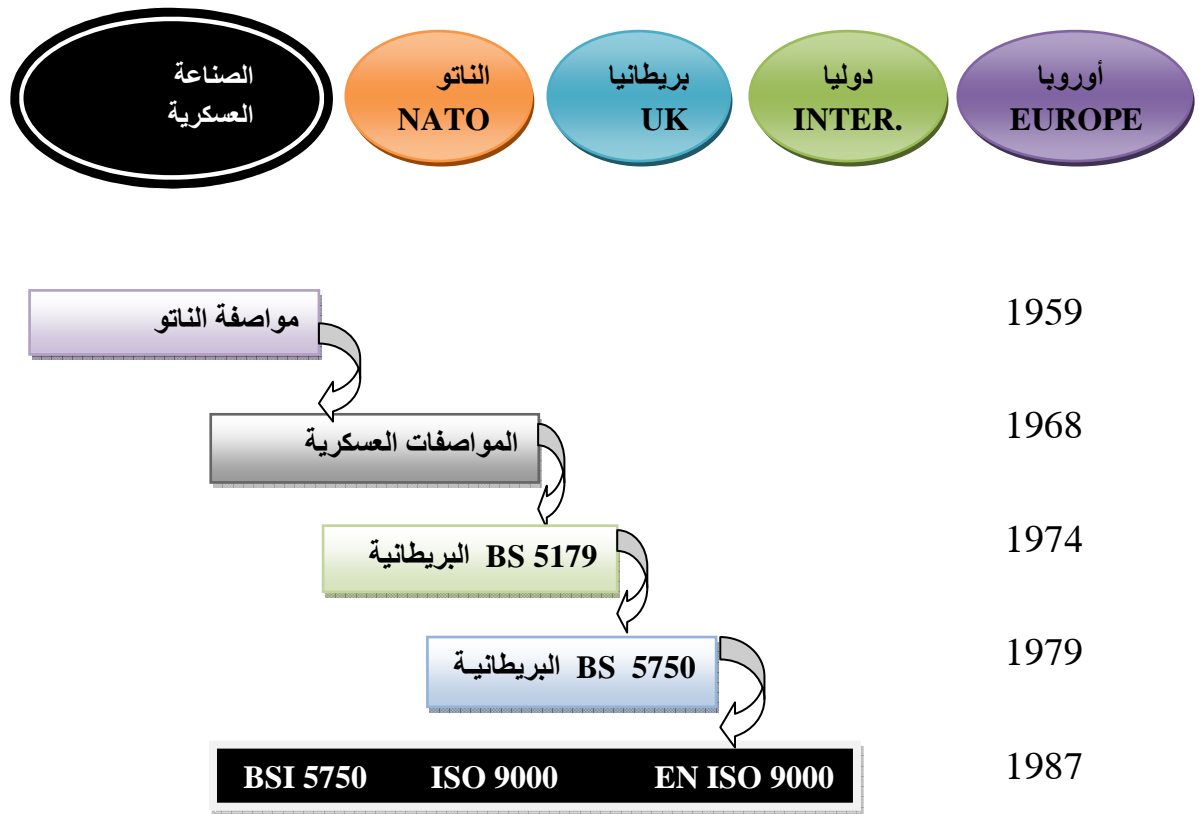 الصناعة
العسكرية
الناتو
NATO
بريطانيا
UK
دوليا
INTER.
أوروبا
EUROPE
مواصفة الناتو
1959
المواصفات العسكرية
1968
BS 5179 البريطانية
1974
BS 5750 البريطانيـة
1979
BSI 5750 ISO 9000 EN ISO 9000
1987